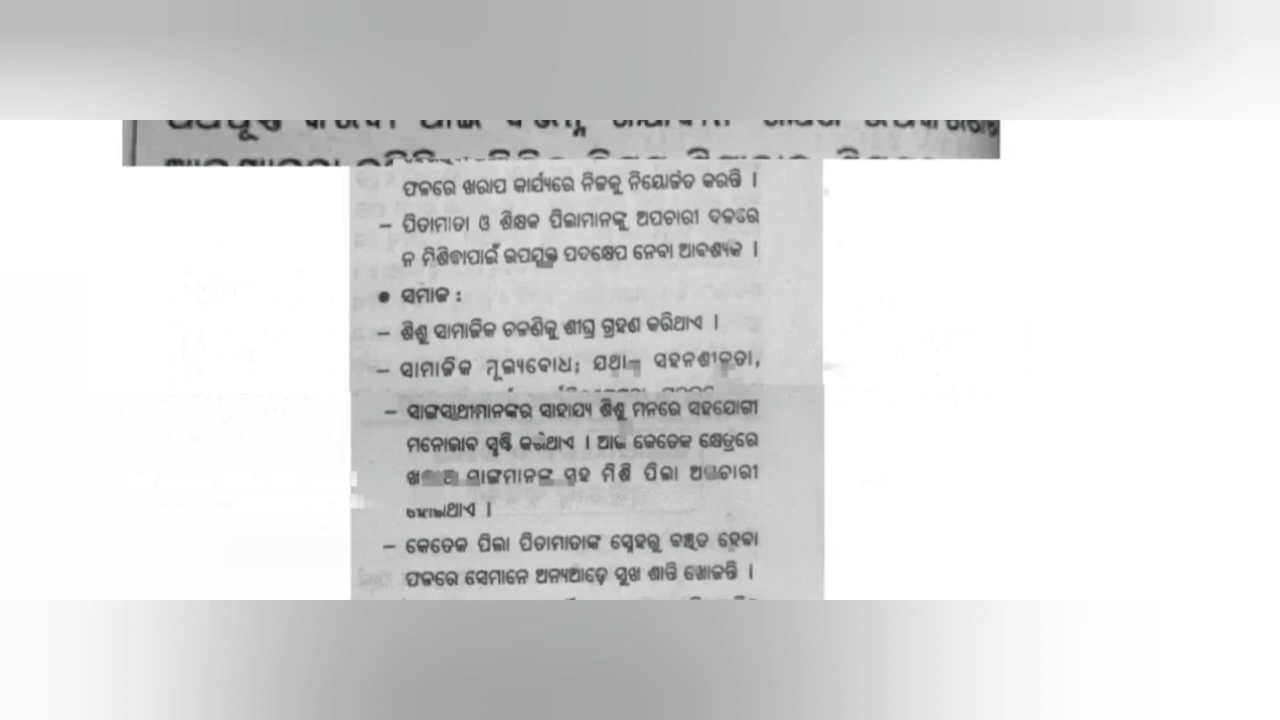 ଫଳରେ ଖରାପ କାର୍ଯ୍ୟରେ ନିଜକୁ ନିୟୋଜିତ କରନ୍ତି ।
– ପିତାମାତା ଓ ଶିକ୍ଷକ ପିଲାମାନଙ୍କୁ ଅପଚାରୀ ଦଳରେ
ନ ମିଶିବାପାଇଁ ଉପଯୁକ୍ତ ପଦକ୍ଷେପ ନେବା ଆବଶ୍ୟକ ।
● ସମାଜ :
– ଶିଶୁ ସାମାଜିକ ଚଳଣିକୁ ଶୀଘ୍ର ଗ୍ରହଣ କରିଥାଏ ।
– ସାମାଜିକ ମୂଲ୍ୟବୋଧ; ଯଥା– ସହନଶୀଳତା,
– ସାଙ୍ଗସାଥୀମାନଙ୍କର ସାହାଯ୍ୟ ଶିଶୁ ମନରେ ସହଯୋଗୀ
ମନୋଭାବ ସୃଷ୍ଟି କରିଥାଏ । ଆଉ କେତେକ କ୍ଷେତ୍ରରେ
ସାଙ୍ଗମାନଙ୍କ ସହ ମିଶି ପିଲା ଅପଚାରୀ
– କେତେକ ପିଲା ପିତାମାତାଙ୍କ ସ୍ନେହରୁ ବଞ୍ଚିତ ହେବା
ଫଳରେ ସେମାନେ ଅନ୍ୟଆଡ଼େ ସୁଖ ଶାନ୍ତି ଖୋଜନ୍ତି ।